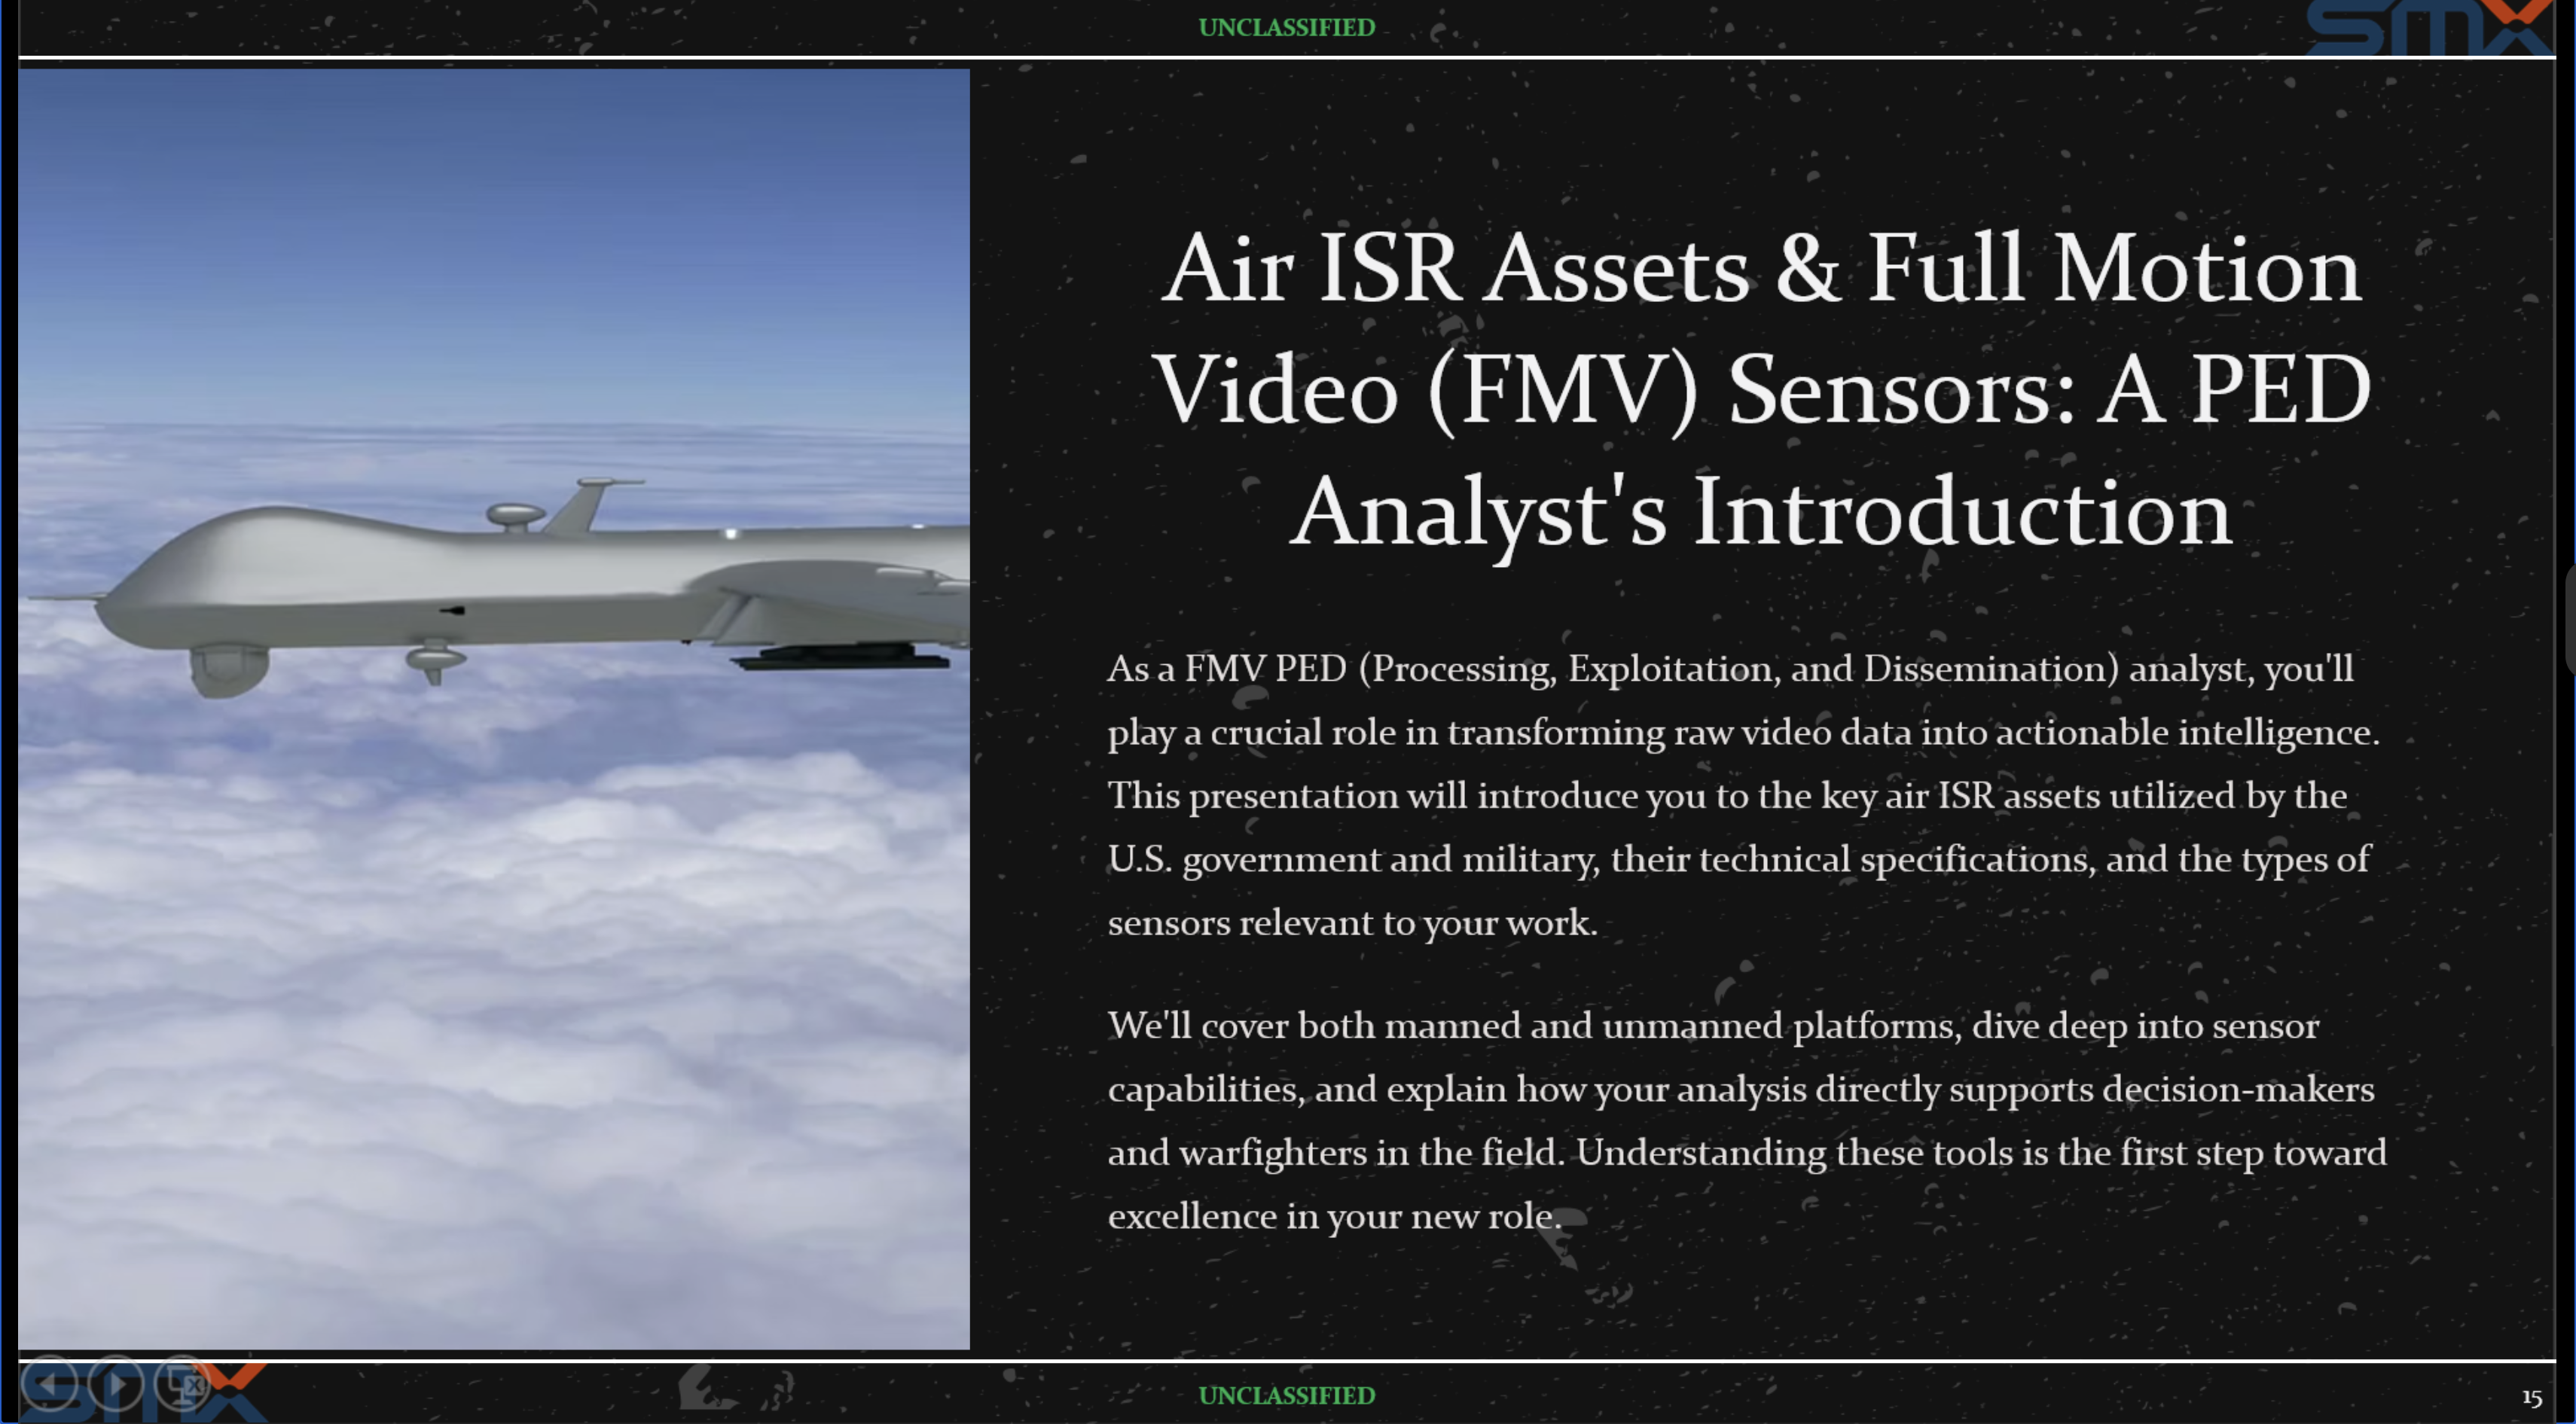 UNCLASSIFIED
SMX
Air ISR Assets & Full Motion
Video (FMV) Sensors: A PED
Analyst's Introduction
As a FMV PED (Processing, Exploitation, and Dissemination) analyst, you'll
play a crucial role in transforming raw video data into actionable intelligence.
This presentation will introduce you to the key air ISR assets utilized by the
U.S. government and military, their technical specifications, and the types of
sensors relevant to your work.
We'll cover both manned and unmanned platforms, dive deep into sensor
capabilities, and explain how your analysis directly supports decision-makers
and warfighters in the field. Understanding these tools is the first step toward
excellence in your new role.
SMX
UNCLASSIFIED
15